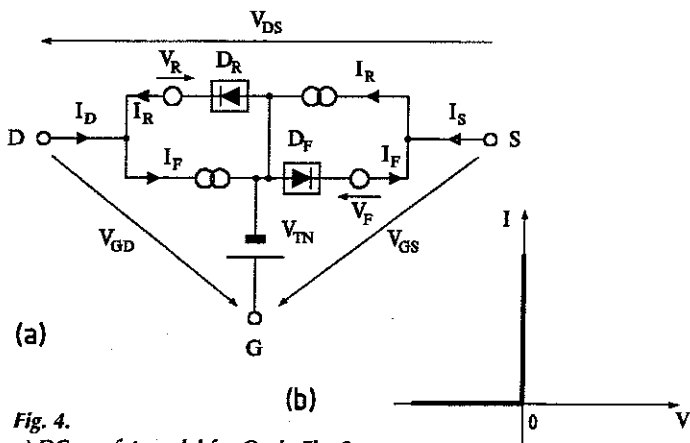 V_DS
V_R D_R I_R
I_D I_R I_S
D D_F S
I_F I_F
V_F I
V_GD V_TN V_GS
(a) G
(b)
0 V
Fig. 4.